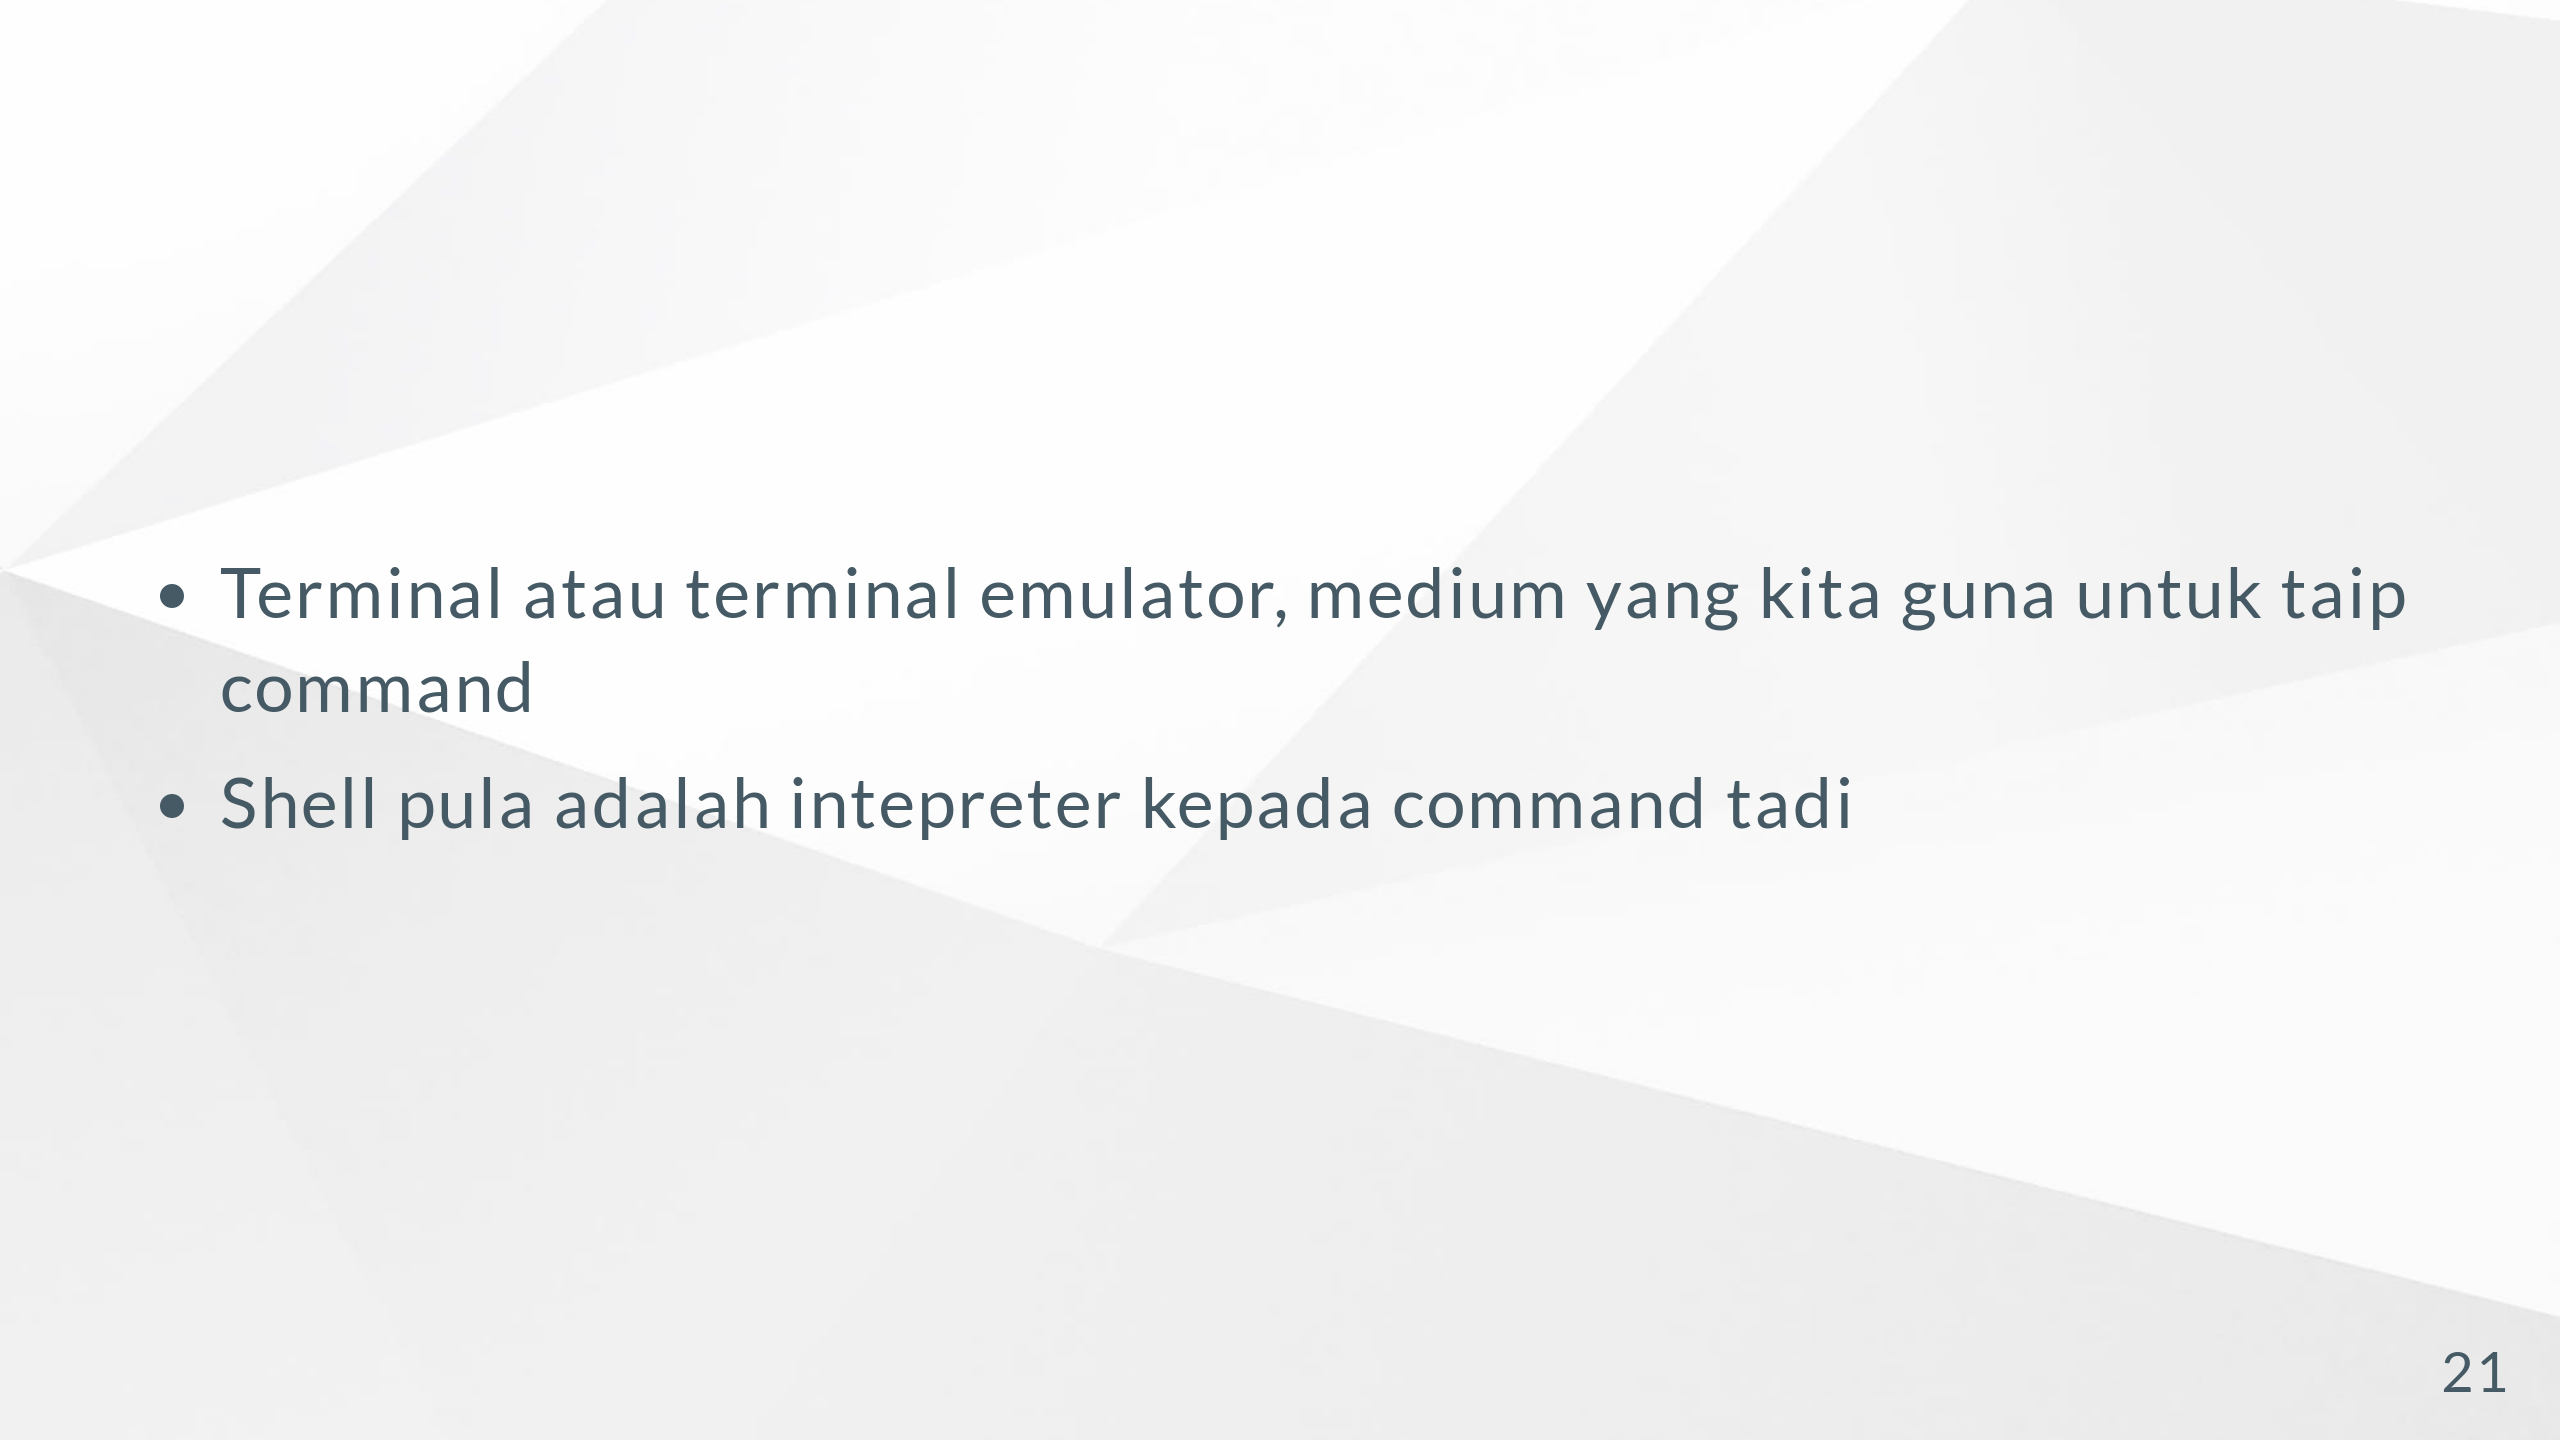 • Terminal atau terminal emulator, medium yang kita guna untuk taip
command
• Shell pula adalah intepreter kepada command tadi
21